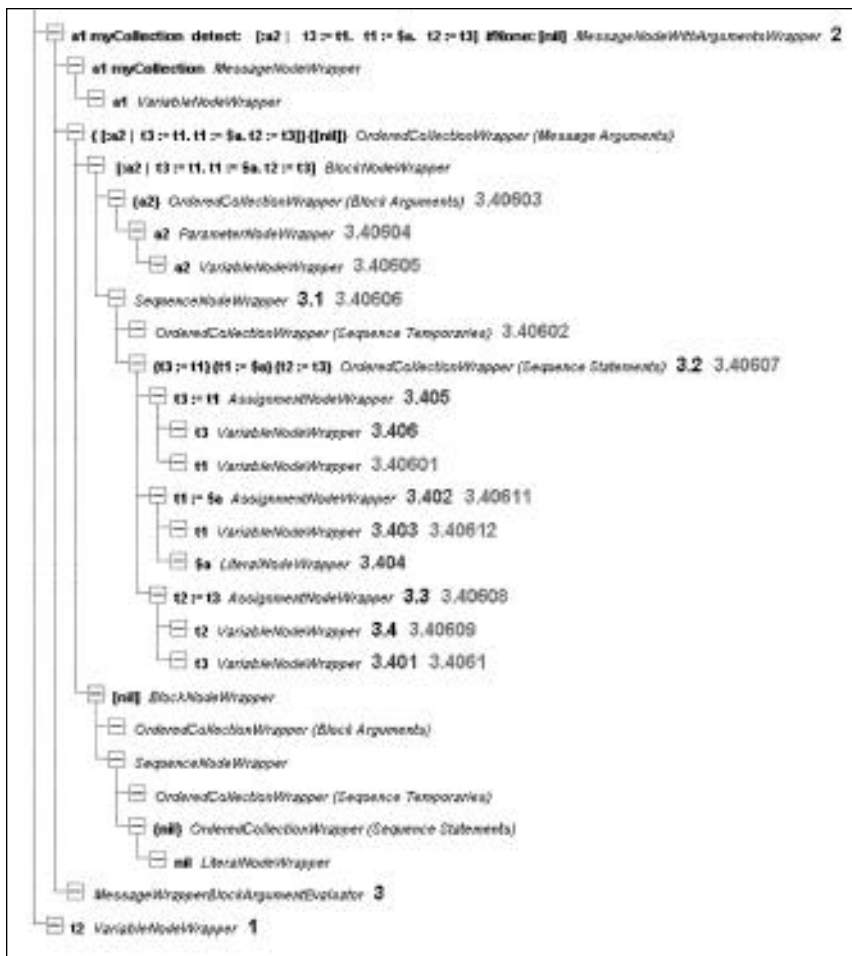 a1 myCollection detect: [:a2 | t3 := t1. t1 := $a. t2 := t3] ifNone: [nil] MessageNodeWithArgumentsWrapper 2
a1 myCollection MessageNodeWrapper
a1 VariableNodeWrapper
{ [:a2 | t3 := t1. t1 := $a. t2 := t3]} {[nil]} OrderedCollectionWrapper (Message Arguments)
[:a2 | t3 := t1. t1 := $a. t2 := t3] BlockNodeWrapper
{a2} OrderedCollectionWrapper (Block Arguments) 3.40603
a2 ParameterNodeWrapper 3.40604
a2 VariableNodeWrapper 3.40605
SequenceNodeWrapper 3.1 3.40606
OrderedCollectionWrapper (Sequence Temporaries) 3.40602
{t3 := t1} {t1 := $a} {t2 := t3} OrderedCollectionWrapper (Sequence Statements) 3.2 3.40607
t3 := t1 AssignmentNodeWrapper 3.405
t3 VariableNodeWrapper 3.406
t1 VariableNodeWrapper 3.40601
t1 := $a AssignmentNodeWrapper 3.402 3.40611
t1 VariableNodeWrapper 3.403 3.40612
$a LiteralNodeWrapper 3.404
t2 := t3 AssignmentNodeWrapper 3.3 3.40608
t2 VariableNodeWrapper 3.4 3.40609
t3 VariableNodeWrapper 3.401 3.4061
[nil] BlockNodeWrapper
OrderedCollectionWrapper (Block Arguments)
SequenceNodeWrapper
OrderedCollectionWrapper (Sequence Temporaries)
{nil} OrderedCollectionWrapper (Sequence Statements)
nil LiteralNodeWrapper
MessageWrapperBlockArgumentEvaluator 3
t2 VariableNodeWrapper 1